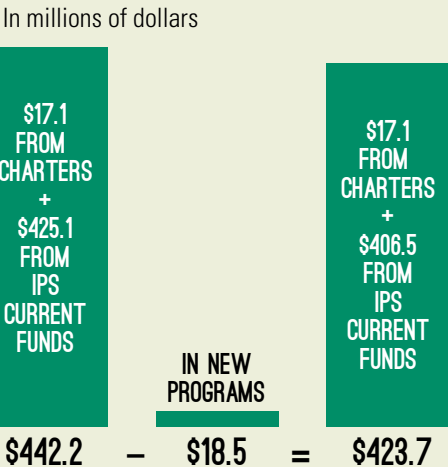 In millions of dollars
$17.1
FROM
CHARTERS
+
$425.1
FROM
IPS
CURRENT
FUNDS
IN NEW
PROGRAMS
$17.1
FROM
CHARTERS
+
$406.5
FROM
IPS
CURRENT
FUNDS
$442.2 – $18.5 = $423.7